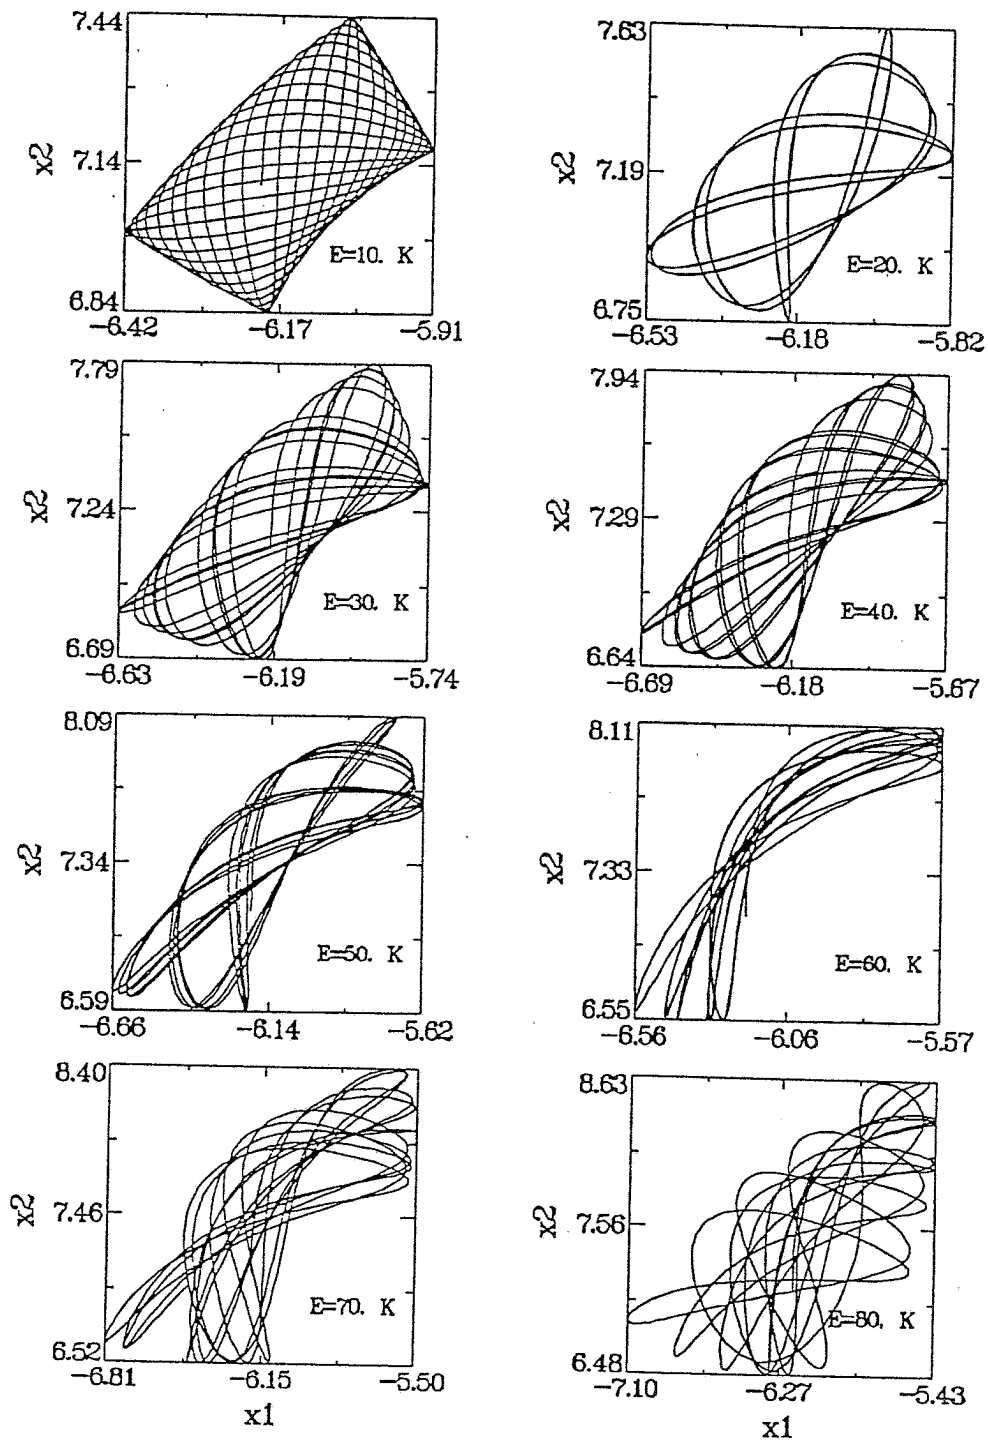 7.44
x2
7.14
E=10. K
6.84
−6.42 −6.17 −5.91
7.63
x2
7.19
E=20. K
6.75
−6.53 −6.18 −5.82
7.79
x2
7.24
E=30. K
6.69
−6.63 −6.19 −5.74
7.94
x2
7.29
E=40. K
6.64
−6.69 −6.18 −5.67
8.09
x2
7.34
E=50. K
6.59
−6.66 −6.14 −5.62
8.11
x2
7.33
E=60. K
6.55
−6.56 −6.06 −5.57
8.40
x2
7.46
E=70. K
6.52
−6.81 −6.15 −5.50
x1
8.63
x2
7.56
E=80. K
6.48
−7.10 −6.27 −5.43
x1